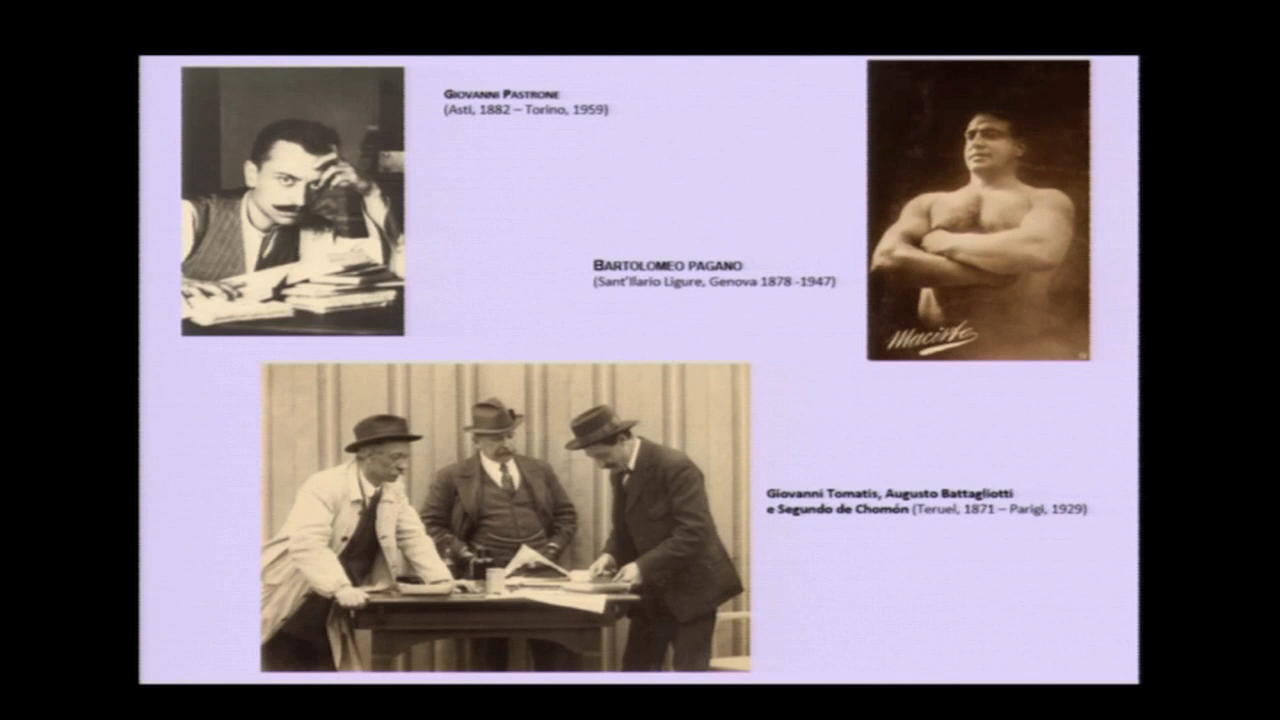 Giovanni Pastrone
(Asti, 1882 – Torino, 1959)
Bartolomeo pagano
(Sant'Ilario Ligure, Genova 1878 -1947)
Maciste
Giovanni Tomatis, Augusto Battagliotti
e Segundo de Chomón (Teruel, 1871 – Parigi, 1929)